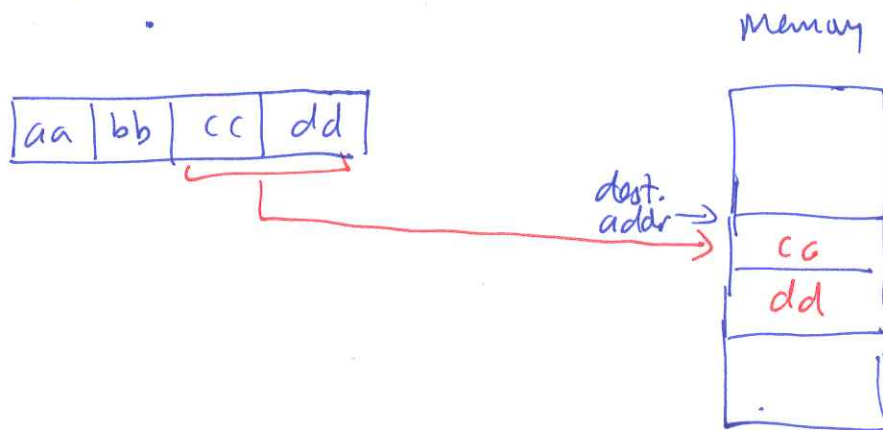 Memory
aa bb cc dd
dest.
addr
cc
dd